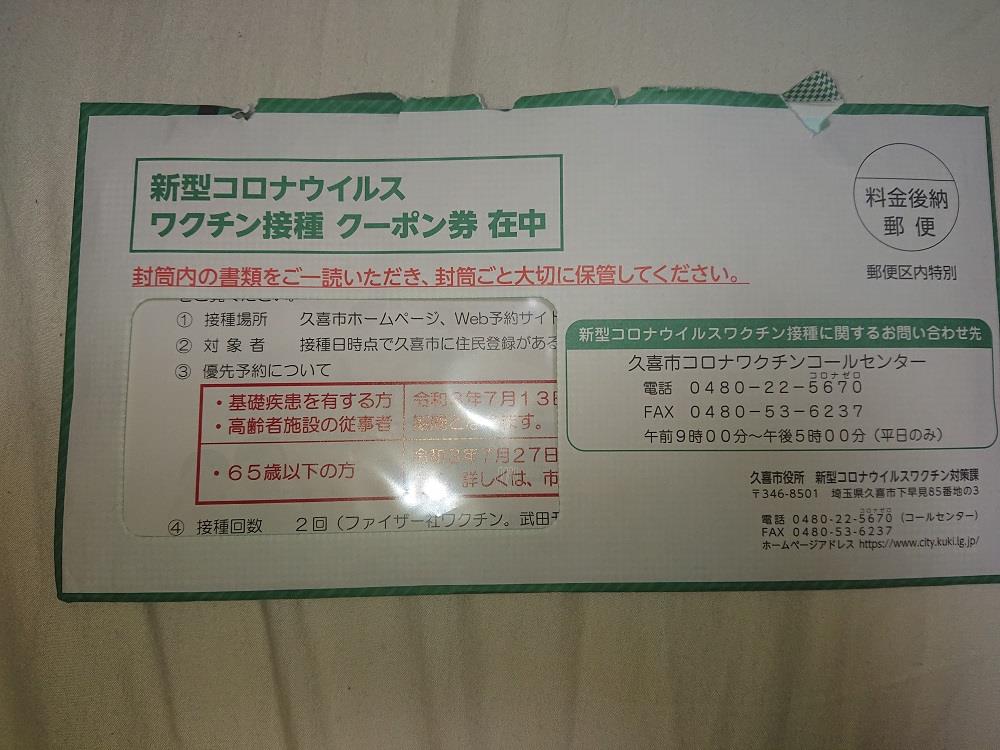 新型コロナウイルス
ワクチン接種 クーポン券 在中
料金後納
郵便
郵便区内特別
封筒内の書類をご一読いただき、封筒ごと大切に保管してください。
① 接種場所 久喜市ホームページ、Web予約サイト
② 対象者 接種日時点で久喜市に住民登録がある
③ 優先予約について
・基礎疾患を有する方 7月13日
・高齢者施設の従事者 ます。
・65歳以下の方 7月27日
詳しくは、市
④ 接種回数 2回(ファイザー社ワクチン。武田
新型コロナウイルスワクチン接種に関するお問い合わせ先
久喜市コロナワクチンコールセンター
コロナゼロ
電話 0480-22-5670
FAX 0480-53-6237
午前9時00分~午後5時00分(平日のみ)
久喜市役所 新型コロナウイルスワクチン対策課
〒346-8501 埼玉県久喜市下早見85番地の3
コロナゼロ
電話 0480-22-5670(コールセンター)
FAX 0480-53-6237
ホームページアドレス https://www.city.kuki.lg.jp/